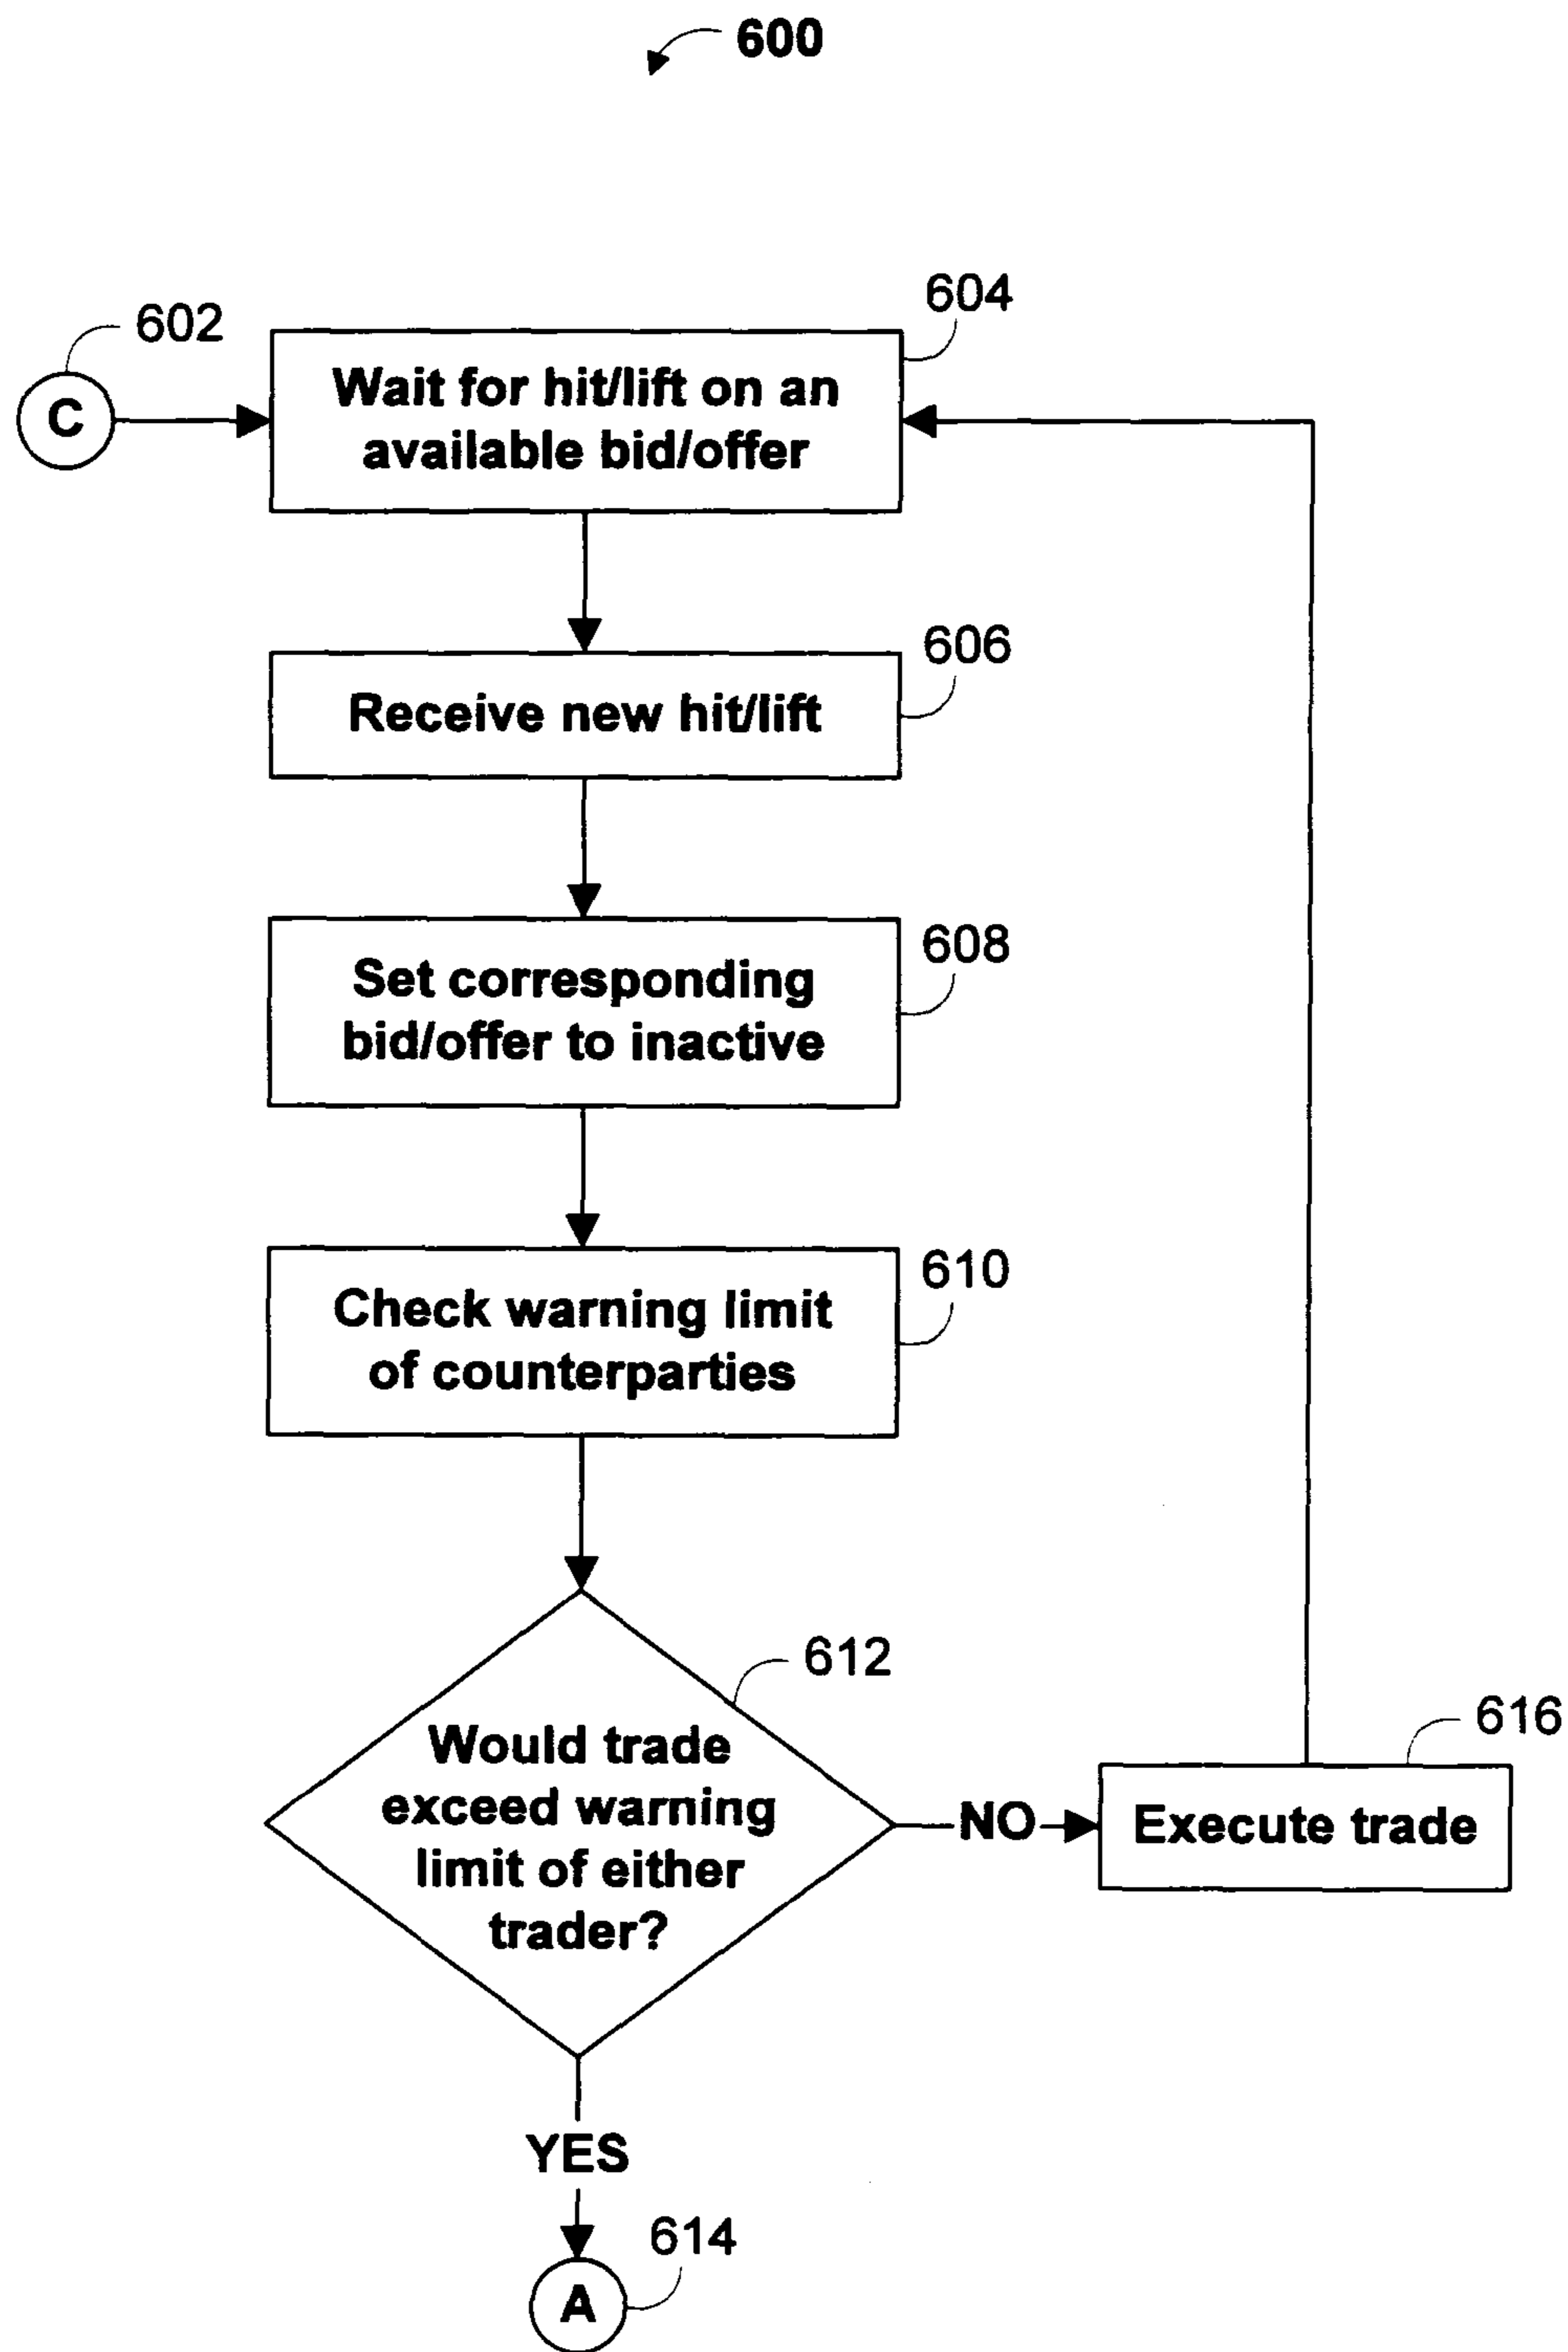 600
602
604
C
Wait for hit/lift on an
available bid/offer
606
Receive new hit/lift
608
Set corresponding
bid/offer to inactive
610
Check warning limit
of counterparties
612
Would trade
exceed warning
limit of either
trader?
NO
616
Execute trade
YES
614
A